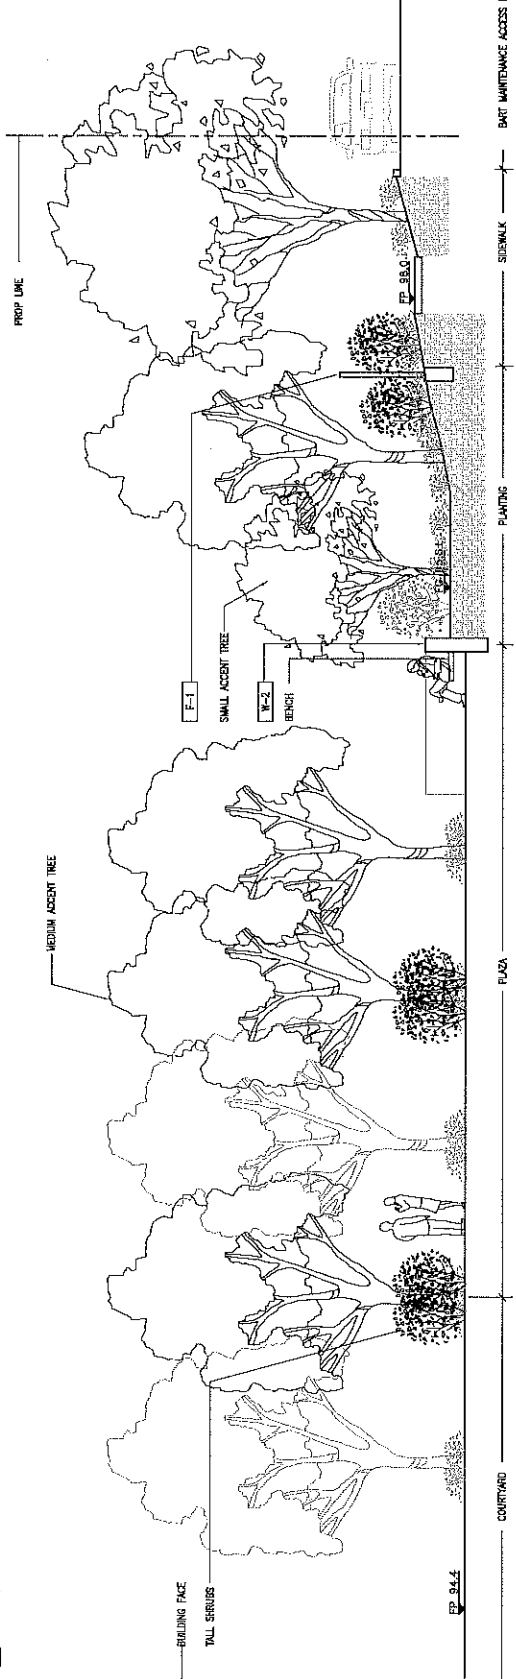 PROP LINE
MEDIUM ACCENT TREE
F-1
SMALL ACCENT TREE
W-2
BENCH
BUILDING FACE
TALL SHRUBS
FP 94.4
FP 98.0
COURTYARD
PLAZA
PLANTING
SIDEWALK
BART MAINTENANCE ACCESS